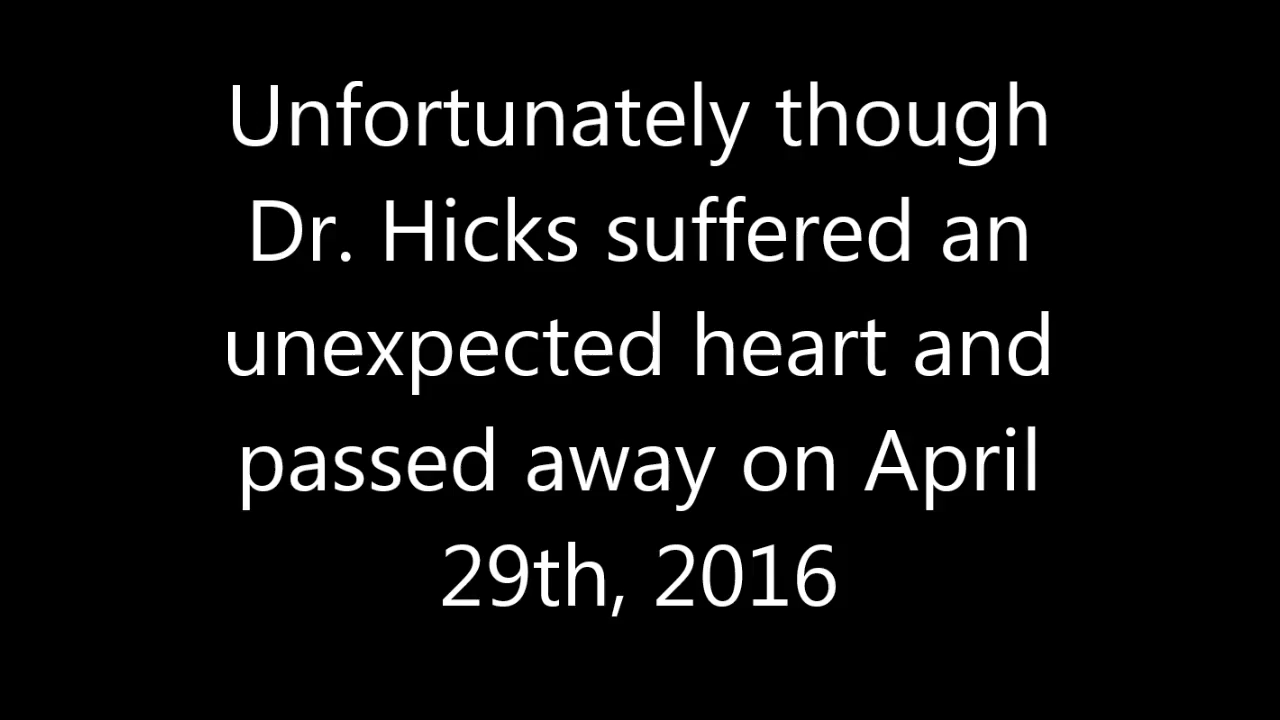 Unfortunately though
Dr. Hicks suffered an
unexpected heart and
passed away on April
29th, 2016